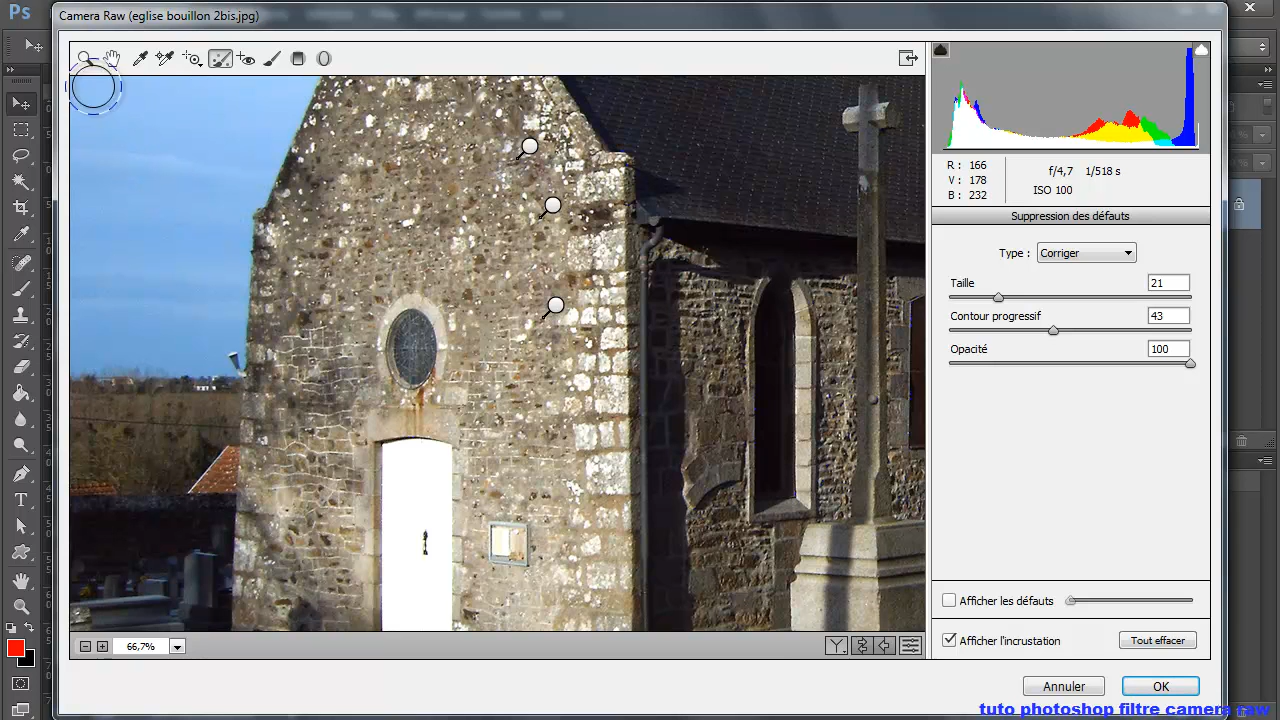 Ps
Camera Raw (eglise bouillon 2bis.jpg)
R : 166
V : 178
B : 232
f/4,7 1/518 s
ISO 100
Suppression des défauts
Type : Corriger
Taille 21
Contour progressif 43
Opacité 100
Afficher les défauts
Afficher l'incrustation
Tout effacer
66,7%
Annuler
OK
tuto photoshop filtre camera raw